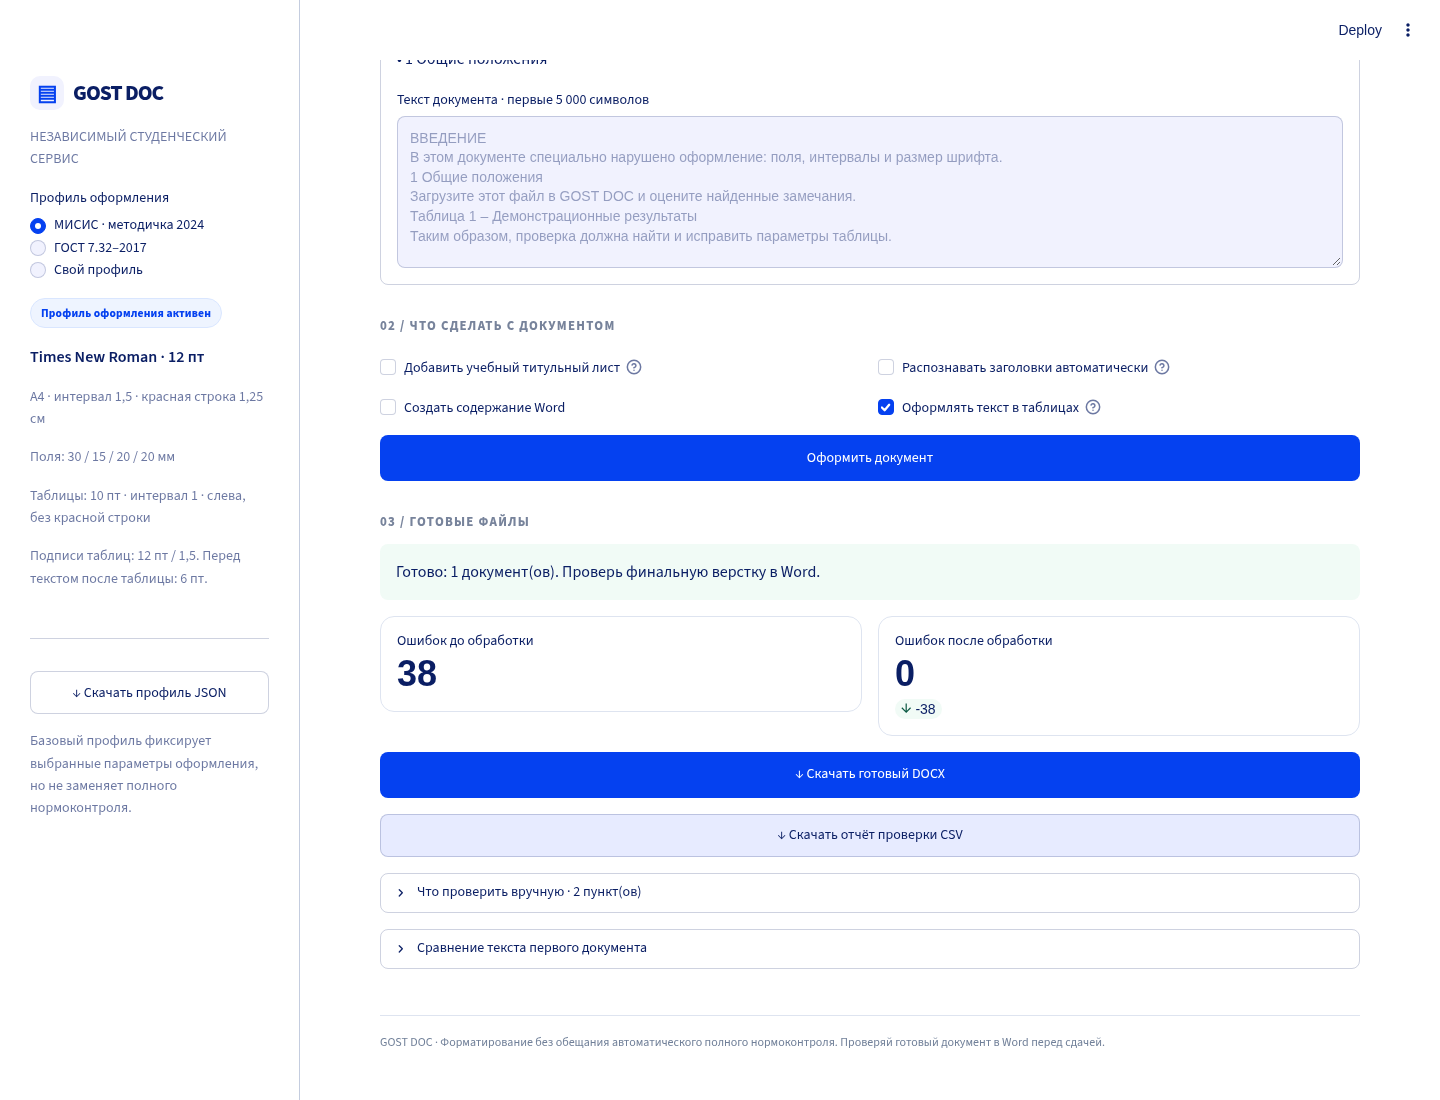 Deploy
GOST DOC
НЕЗАВИСИМЫЙ СТУДЕНЧЕСКИЙ
СЕРВИС
Профиль оформления
МИСИС · методичка 2024
ГОСТ 7.32–2017
Свой профиль
Профиль оформления активен
Times New Roman · 12 пт
А4 · интервал 1,5 · красная строка 1,25
см
Поля: 30 / 15 / 20 / 20 мм
Таблицы: 10 пт · интервал 1 · слева,
без красной строки
Подписи таблиц: 12 пт / 1,5. Перед
текстом после таблицы: 6 пт.
↓ Скачать профиль JSON
Базовый профиль фиксирует
выбранные параметры оформления,
но не заменяет полного
нормоконтроля.
• 1 Общие положения
Текст документа · первые 5 000 символов
ВВЕДЕНИЕ
В этом документе специально нарушено оформление: поля, интервалы и размер шрифта.
1 Общие положения
Загрузите этот файл в GOST DOC и оцените найденные замечания.
Таблица 1 – Демонстрационные результаты
Таким образом, проверка должна найти и исправить параметры таблицы.
02 / ЧТО СДЕЛАТЬ С ДОКУМЕНТОМ
Добавить учебный титульный лист
Распознавать заголовки автоматически
Создать содержание Word
Оформлять текст в таблицах
Оформить документ
03 / ГОТОВЫЕ ФАЙЛЫ
Готово: 1 документ(ов). Проверь финальную верстку в Word.
Ошибок до обработки
38
Ошибок после обработки
0
↓ -38
↓ Скачать готовый DOCX
↓ Скачать отчёт проверки CSV
Что проверить вручную · 2 пункт(ов)
Сравнение текста первого документа
GOST DOC · Форматирование без обещания автоматического полного нормоконтроля. Проверяй готовый документ в Word перед сдачей.